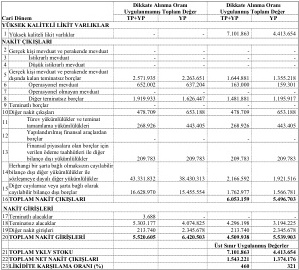 Dikkate Alınma Oranı Dikkate Alınma Oranı
Uygulanmamış Toplam Değer Uygulanmış Toplam Değer
Cari Dönem TP+YP YP TP+YP YP
YÜKSEK KALİTELİ LİKİT VARLIKLAR
1 Yüksek kaliteli likit varlıklar 7.101.863 4.413.654
NAKİT ÇIKIŞLARI
2 Gerçek kişi mevduat ve perakende mevduat - - - -
3 İstikrarlı mevduat - - - -
4 Düşük istikrarlı mevduat - - - -
5 Gerçek kişi mevduat ve perakende mevduat dışında kalan teminatsız borçlar 2.571.935 2.263.651 1.644.881 1.355.218
6 Operasyonel mevduat 632.002 637.204 163.000 159.301
7 Operasyonel olmayan mevduat - - - -
8 Diğer teminatsız borçlar 1.919.933 1.626.447 1.481.881 1.195.917
9 Teminatlı borçlar - -
10 Diğer nakit çıkışları 478.709 653.188 478.709 653.188
11 Türev yükümlülükler ve teminat tamamlama yükümlülükleri 268.926 443.405 268.926 443.405
12 Yapılandırılmış finansal araçlardan borçlar - - - -
13 Finansal piyasalara olan borçlar için verilen ödeme taahhütleri ile diğer bilanço dışı yükümlülükler 209.783 209.783 209.783 209.783
14 Herhangi bir şarta bağlı olmaksızın cayılabilir bilanço dışı diğer yükümlülükler ile sözleşmeye dayalı diğer yükümlülükler 43.331.832 38.430.313 2.166.592 1.921.516
15 Diğer cayılamaz veya şarta bağlı olarak cayılabilir bilanço dışı borçlar 16.628.970 15.455.554 1.762.977 1.566.781
16 TOPLAM NAKİT ÇIKIŞLARI 6.053.159 5.496.703
NAKİT GİRİŞLERİ
17 Teminatlı alacaklar 3.688 - - -
18 Teminatsız alacaklar 5.303.177 4.074.825 4.296.198 3.194.225
19 Diğer nakit girişleri 213.740 2.345.678 213.740 2.345.678
20 TOPLAM NAKİT GİRİŞLERİ 5.520.605 6.420.503 4.509.938 5.539.903
Üst Sınır Uygulanmış Değerler
21 TOPLAM YKLV STOKU 7.101.863 4.413.654
22 TOPLAM NET NAKİT ÇIKIŞLARI 1.543.221 1.374.176
23 LİKİDİTE KARŞILAMA ORANI (%) 460 321